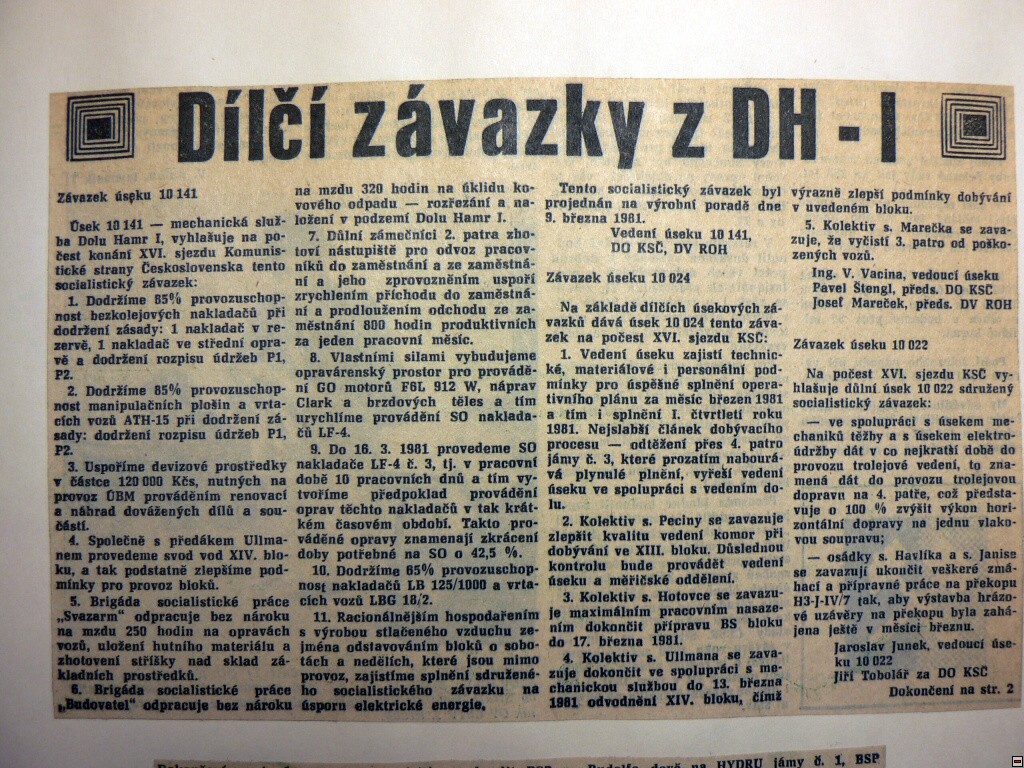 Dílčí závazky z DH - I
Závazek úseku 10 141
Úsek 10 141 — mechanická služ-
ba Dolu Hamr I, vyhlašuje na po-
čest konání XVI. sjezdu Komunis-
tické strany Československa tento
socialistický závazek:
1. Dodržíme 85% provozuschop-
nost bezkolejových nakladačů při
dodržení zásady: 1 nakladač v re-
zervě, 1 nakladač ve střední opra-
vě a dodržení rozpisu údržeb P1,
P2.
2. Dodržíme 85% provozuschop-
nost manipulačních plošin a vrta-
cích vozů ATH-15 při dodržení zá-
sady: dodržení rozpisu údržeb P1,
P2.
3. Uspoříme devizové prostředky
v částce 120 000 Kčs, nutných na
provoz ÚBM prováděním renovací
a náhrad dovážených dílů a sou-
částí.
4. Společně s předákem Ullma-
nem provedeme svod vod XIV. blo-
ku, a tak podstatně zlepšíme pod-
mínky pro provoz bloků.
5. Brigáda socialistické práce
„Svazarm" odpracuje bez nároku
na mzdu 250 hodin na opravách
vozů, uložení hutního materiálu a
zhotovení stříšky nad sklad zá-
kladních prostředků.
6. Brigáda socialistické práce
„Budovatel" odpracuje bez nároku
na mzdu 320 hodin na úklidu ko-
vového odpadu — rozřezání a na-
ložení v podzemí Dolu Hamr I.
7. Důlní zámečníci 2. patra zho-
toví nástupiště pro odvoz pracov-
níků do zaměstnání a ze zaměstná-
ní a jeho zprovozněním uspoří
zrychlením příchodu do zaměstná-
ní a prodloužením odchodu ze za-
městnání 800 hodin produktivních
za jeden pracovní měsíc.
8. Vlastními silami vybudujeme
opravárenský prostor pro provádě-
ní GO motorů F6L 912 W, náprav
Clark a brzdových těles a tím
urychlíme provádění SO naklada-
čů LF-4.
9. Do 16. 3. 1981 provedeme SO
nakladače LF-4 č. 3, tj. v pracovní
době 10 pracovních dnů a tím vy-
tvoříme předpoklad provádění
oprav těchto nakladačů v tak krát-
kém časovém období. Takto pro-
váděné opravy znamenají zkrácení
doby potřebné na SO o 42,5 %.
10. Dodržíme 65% provozuschop-
nost nakladačů LB 125/1000 a vrta-
cích vozů LBG 18/2.
11. Racionálnějším hospodařením
s výrobou stlačeného vzduchu ze-
jména odstavováním bloků o sobo-
tách a nedělích, které jsou mimo
provoz, zajistíme splnění sdružené-
ho socialistického závazku na
úsporu elektrické energie.
Tento socialistický závazek byl
projednán na výrobní poradě dne
9. března 1981.
Vedení úseku 10 141,
DO KSČ, DV ROH
Závazek úseku 10 024
Na základě dílčích úsekových zá-
vazků dává úsek 10 024 tento záva-
zek na počest XVI. sjezdu KSČ:
1. Vedení úseku zajistí technic-
ké, materiálové i personální pod-
mínky pro úspěšné splnění opera-
tivního plánu za měsíc březen 1981
a tím i splnění I. čtvrtletí roku
1981. Nejslabší článek dobývacího
procesu — odtěžení přes 4. patro
jámy č. 3, které prozatím nabourá-
vá plynulé plnění, vyřeší vedení
úseku ve spolupráci s vedením do-
lu.
2. Kolektiv s. Peciny se zavazuje
zlepšit kvalitu vedení komor při
dobývání ve XIII. bloku. Důslednou
kontrolu bude provádět vedení
úseku a měřičské oddělení.
3. Kolektiv s. Hotovce se zavazu-
je maximálním pracovním nasaze-
ním dokončit přípravu BS bloku
do 17. března 1981.
4. Kolektiv s. Ullmana se zava-
zuje dokončit ve spolupráci s me-
chanickou službou do 13. března
1981 odvodnění XIV. bloku, čímž
výrazně zlepší podmínky dobývání
v uvedeném bloku.
5. Kolektiv s. Marečka se zava-
zuje, že vyčistí 3. patro od poško-
zených vozů.
Ing. V. Vacina, vedoucí úseku
Pavel Štengl, předs. DO KSČ
Josef Mareček, předs. DV ROH
Závazek úseku 10 022
Na počest XVI. sjezdu KSČ vy-
hlašuje důlní úsek 10 022 sdružený
socialistický závazek:
— ve spolupráci s úsekem me-
chaniků těžby a s úsekem elektro-
údržby dát v co nejkratší době do
provozu trolejové vedení, to zna-
mená dát do provozu trolejovou
dopravu na 4. patře, což předsta-
vuje o 100 % zvýšit výkon hori-
zontální dopravy na jednu vlako-
vou soupravu;
— osádky s. Havlíka a s. Janise
se zavazují ukončit veškeré zmá-
hací a přípravné práce na překopu
H3-J-IV/7 tak, aby výstavba hrázo-
vé uzávěry na překopu byla zahá-
jena ještě v měsíci březnu.
Jaroslav Junek, vedoucí úse-
ku 10 022
Jiří Tobolář za DO KSČ
Dokončení na str. 2
na HYDRU jámy č. 1, BSP